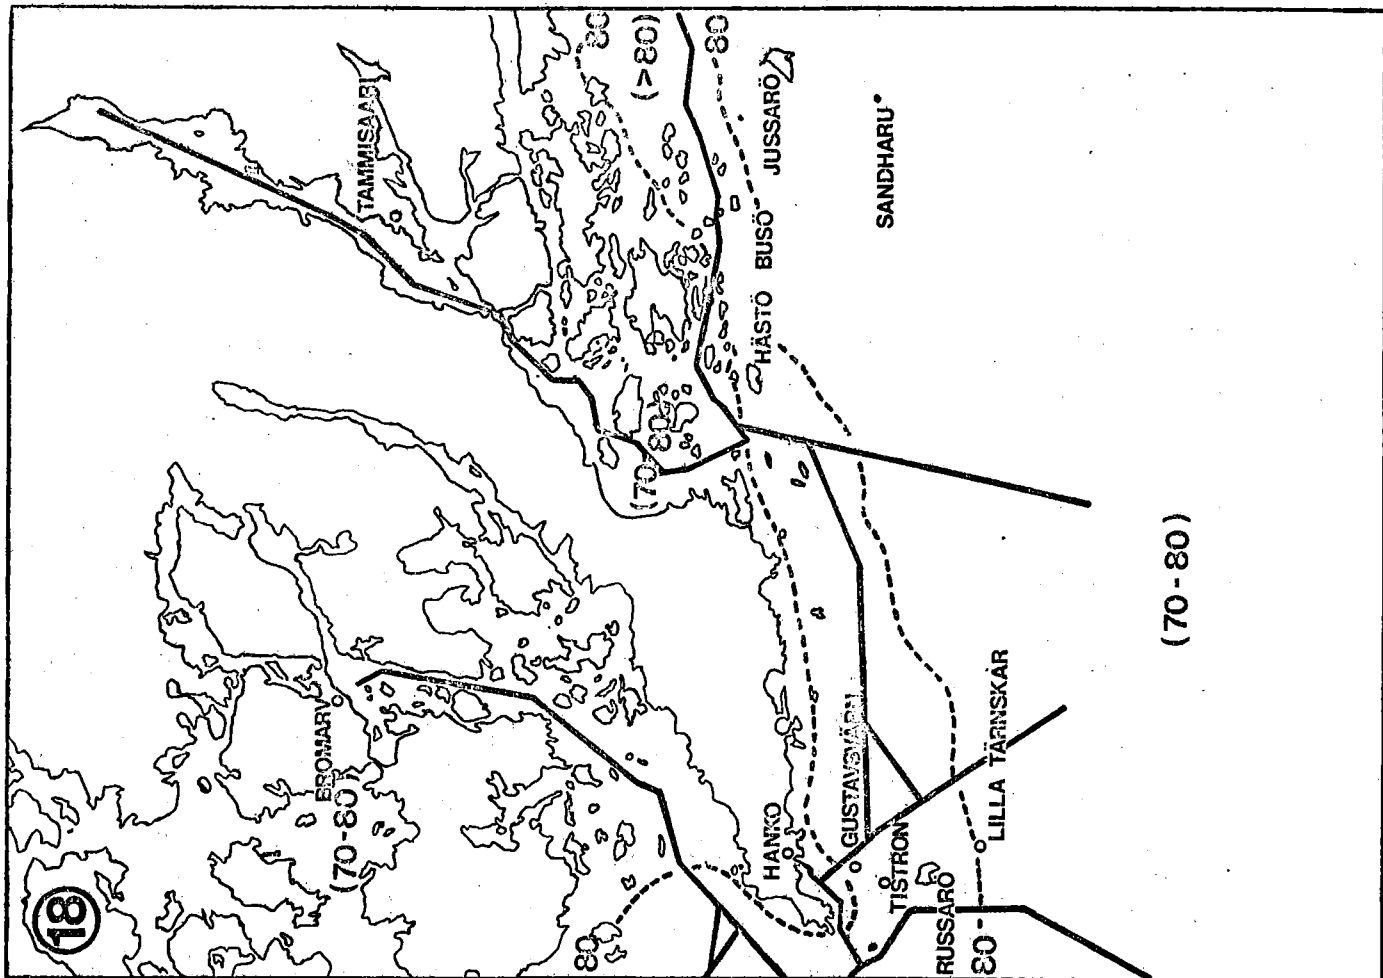 18
TAMMISAARI
80
(>80)
80
JUSSARÖ
BUSÖ
HÄSTÖ
SANDHARU
(70-80)
BROMARV
(70-80)
(70-80)
HANKO
GUSTAVSVÄRN
TISTRON
RUSSARÖ
LILLA TÄRNSKÄR
80
80